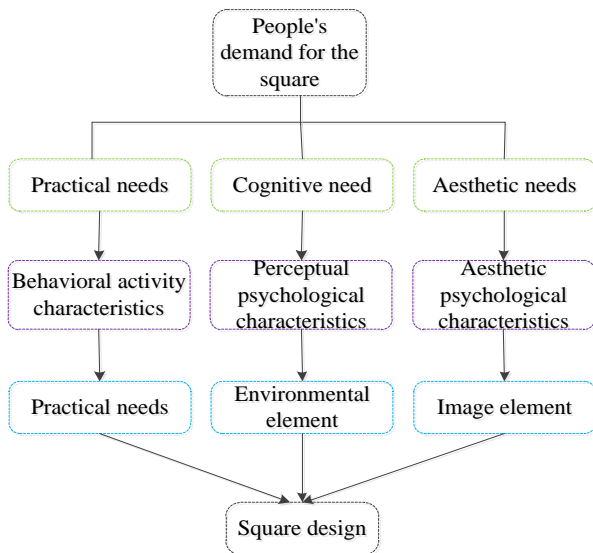 People's
demand for the
square
Practical needs
Cognitive need
Aesthetic needs
Behavioral activity
characteristics
Perceptual
psychological
characteristics
Aesthetic
psychological
characteristics
Practical needs
Environmental
element
Image element
Square design